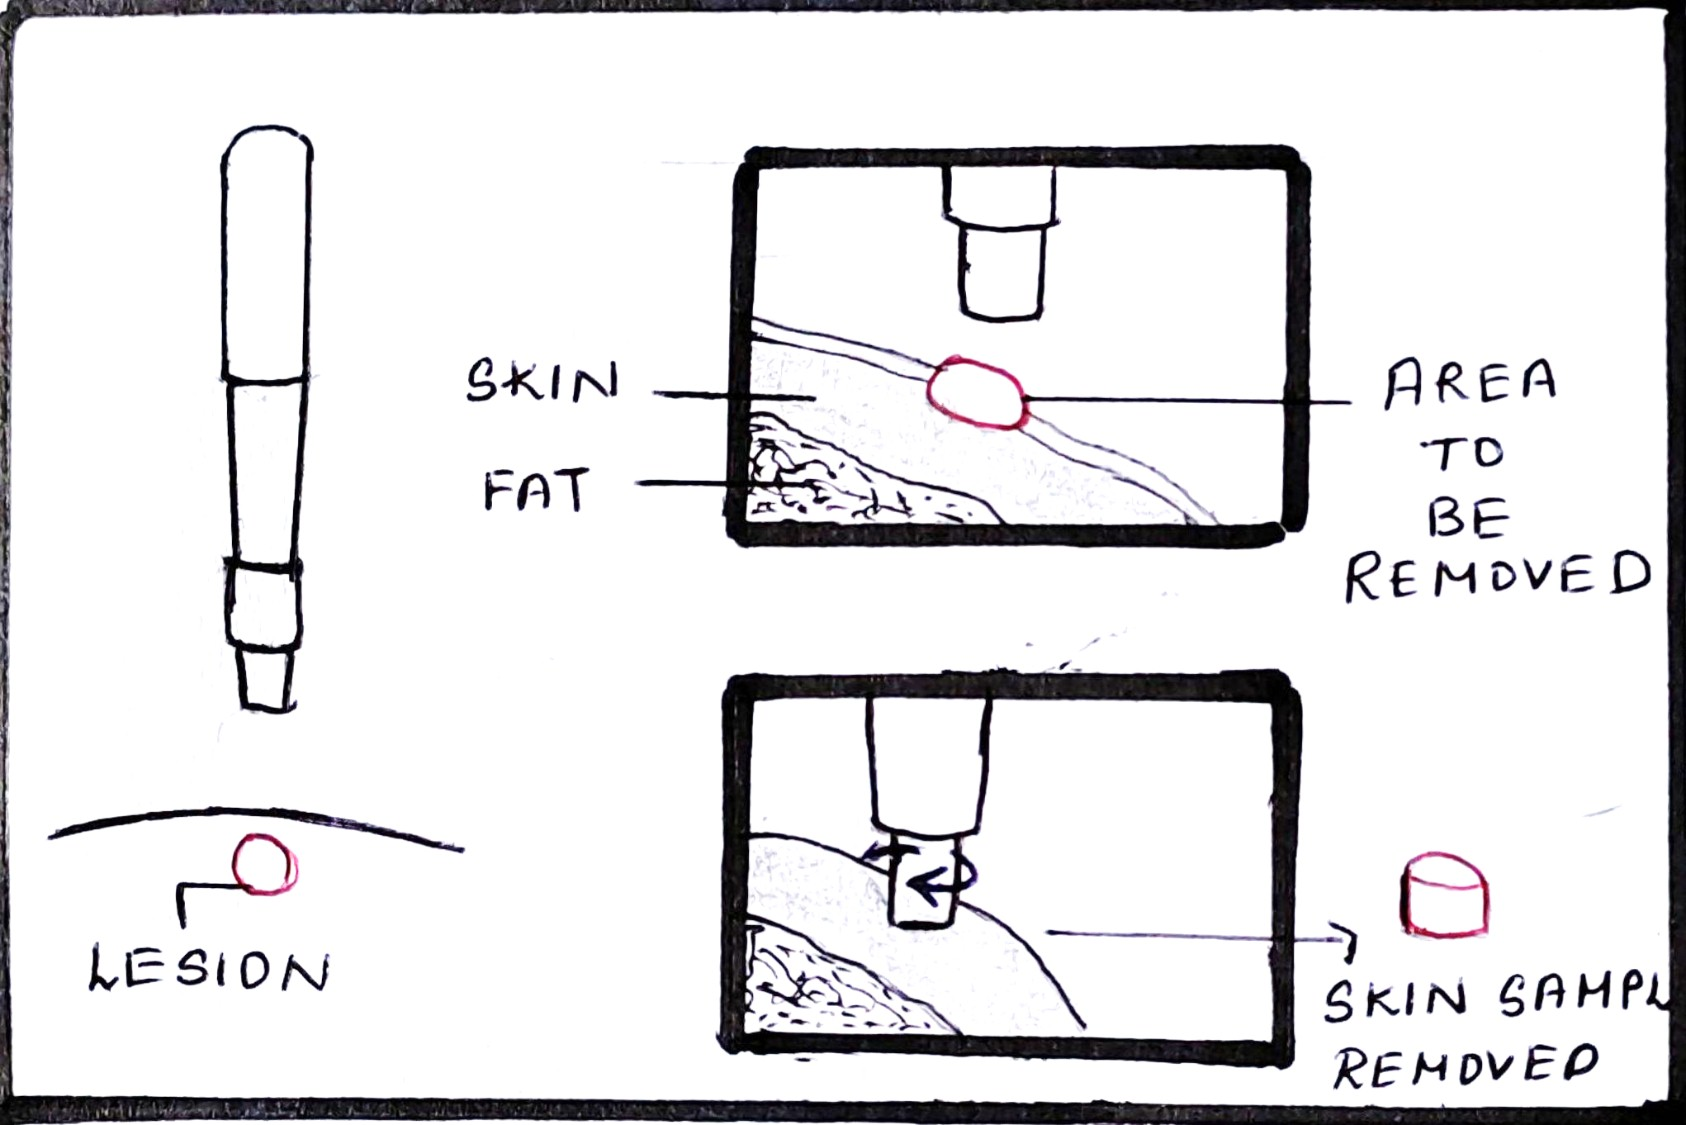 SKIN
FAT
AREA
TO
BE
REMOVED
LESION
SKIN SAMPL
REMOVED